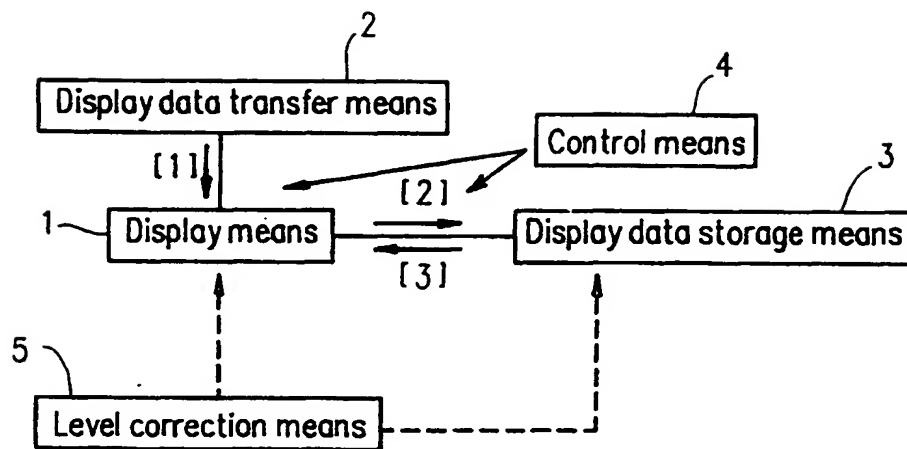 2
Display data transfer means
4
Control means
[1]
[2]
3
1
Display means
Display data storage means
[3]
5
Level correction means